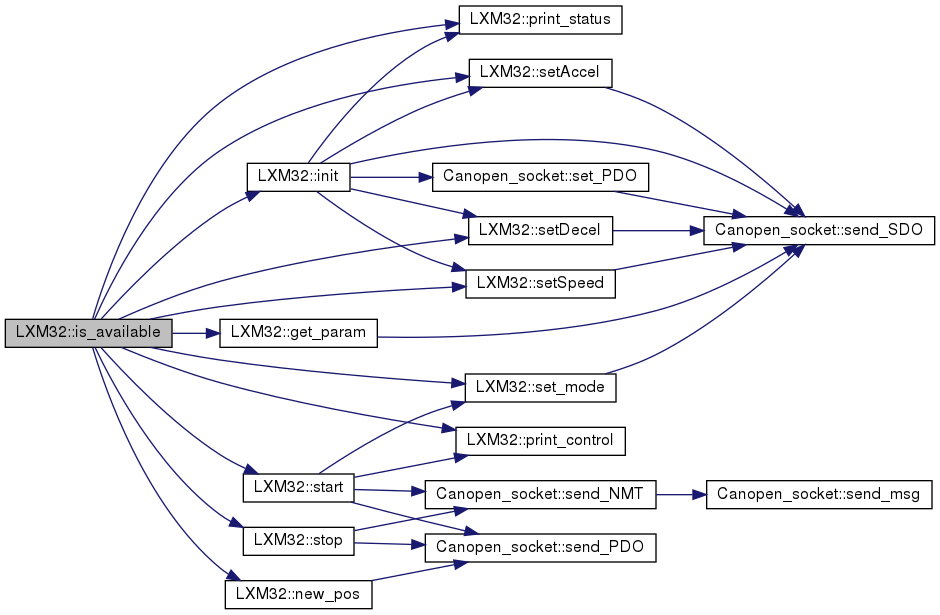 LXM32::print_status
LXM32::setAccel
LXM32::init
Canopen_socket::set_PDO
LXM32::setDecel
Canopen_socket::send_SDO
LXM32::setSpeed
LXM32::is_available
LXM32::get_param
LXM32::set_mode
LXM32::print_control
LXM32::start
Canopen_socket::send_NMT
Canopen_socket::send_msg
LXM32::stop
Canopen_socket::send_PDO
LXM32::new_pos